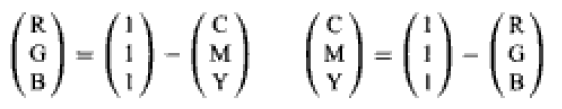 (R G B) = (1 1 1) - (C M Y) (C M Y) = (1 1 1) - (R G B)